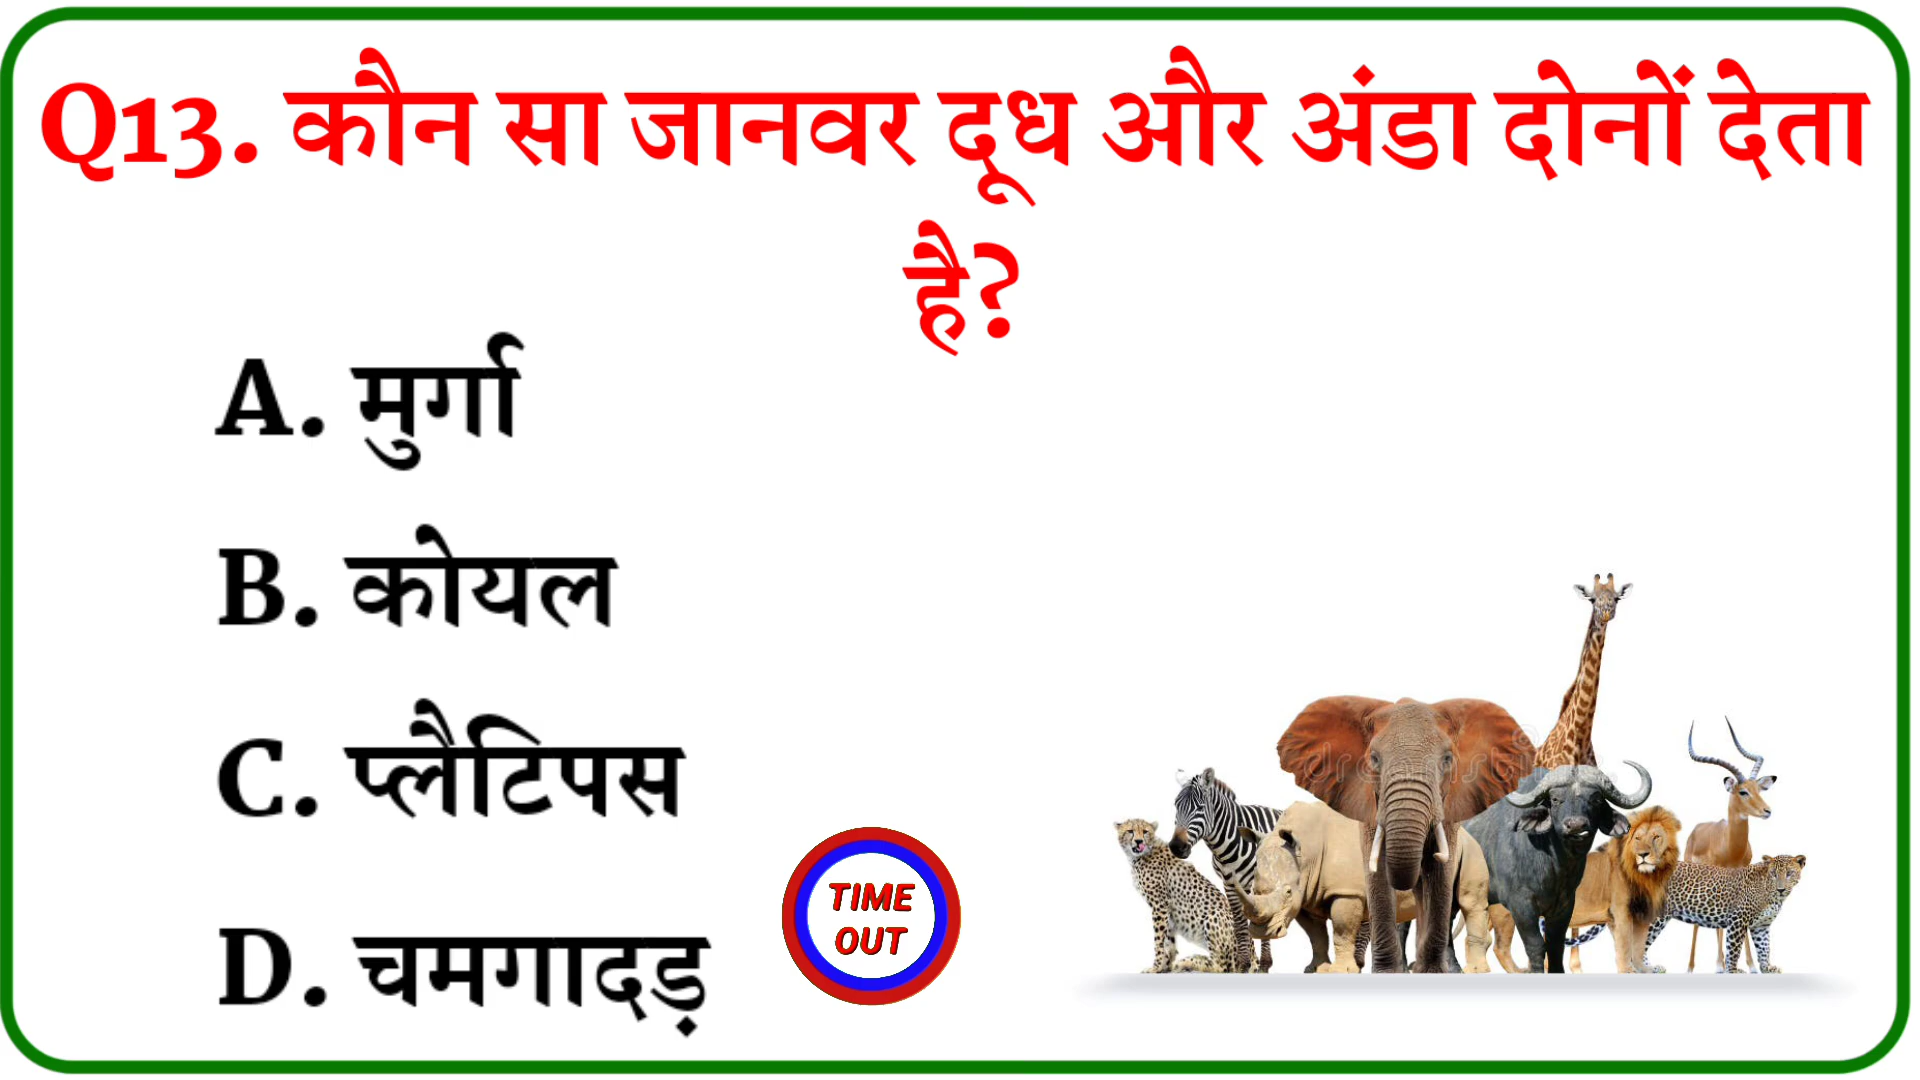 Q13. कौन सा जानवर दूध और अंडा दोनों देता
है?
A. मुर्गा
B. कोयल
C. प्लैटिपस
D. चमगादड़
TIME
OUT